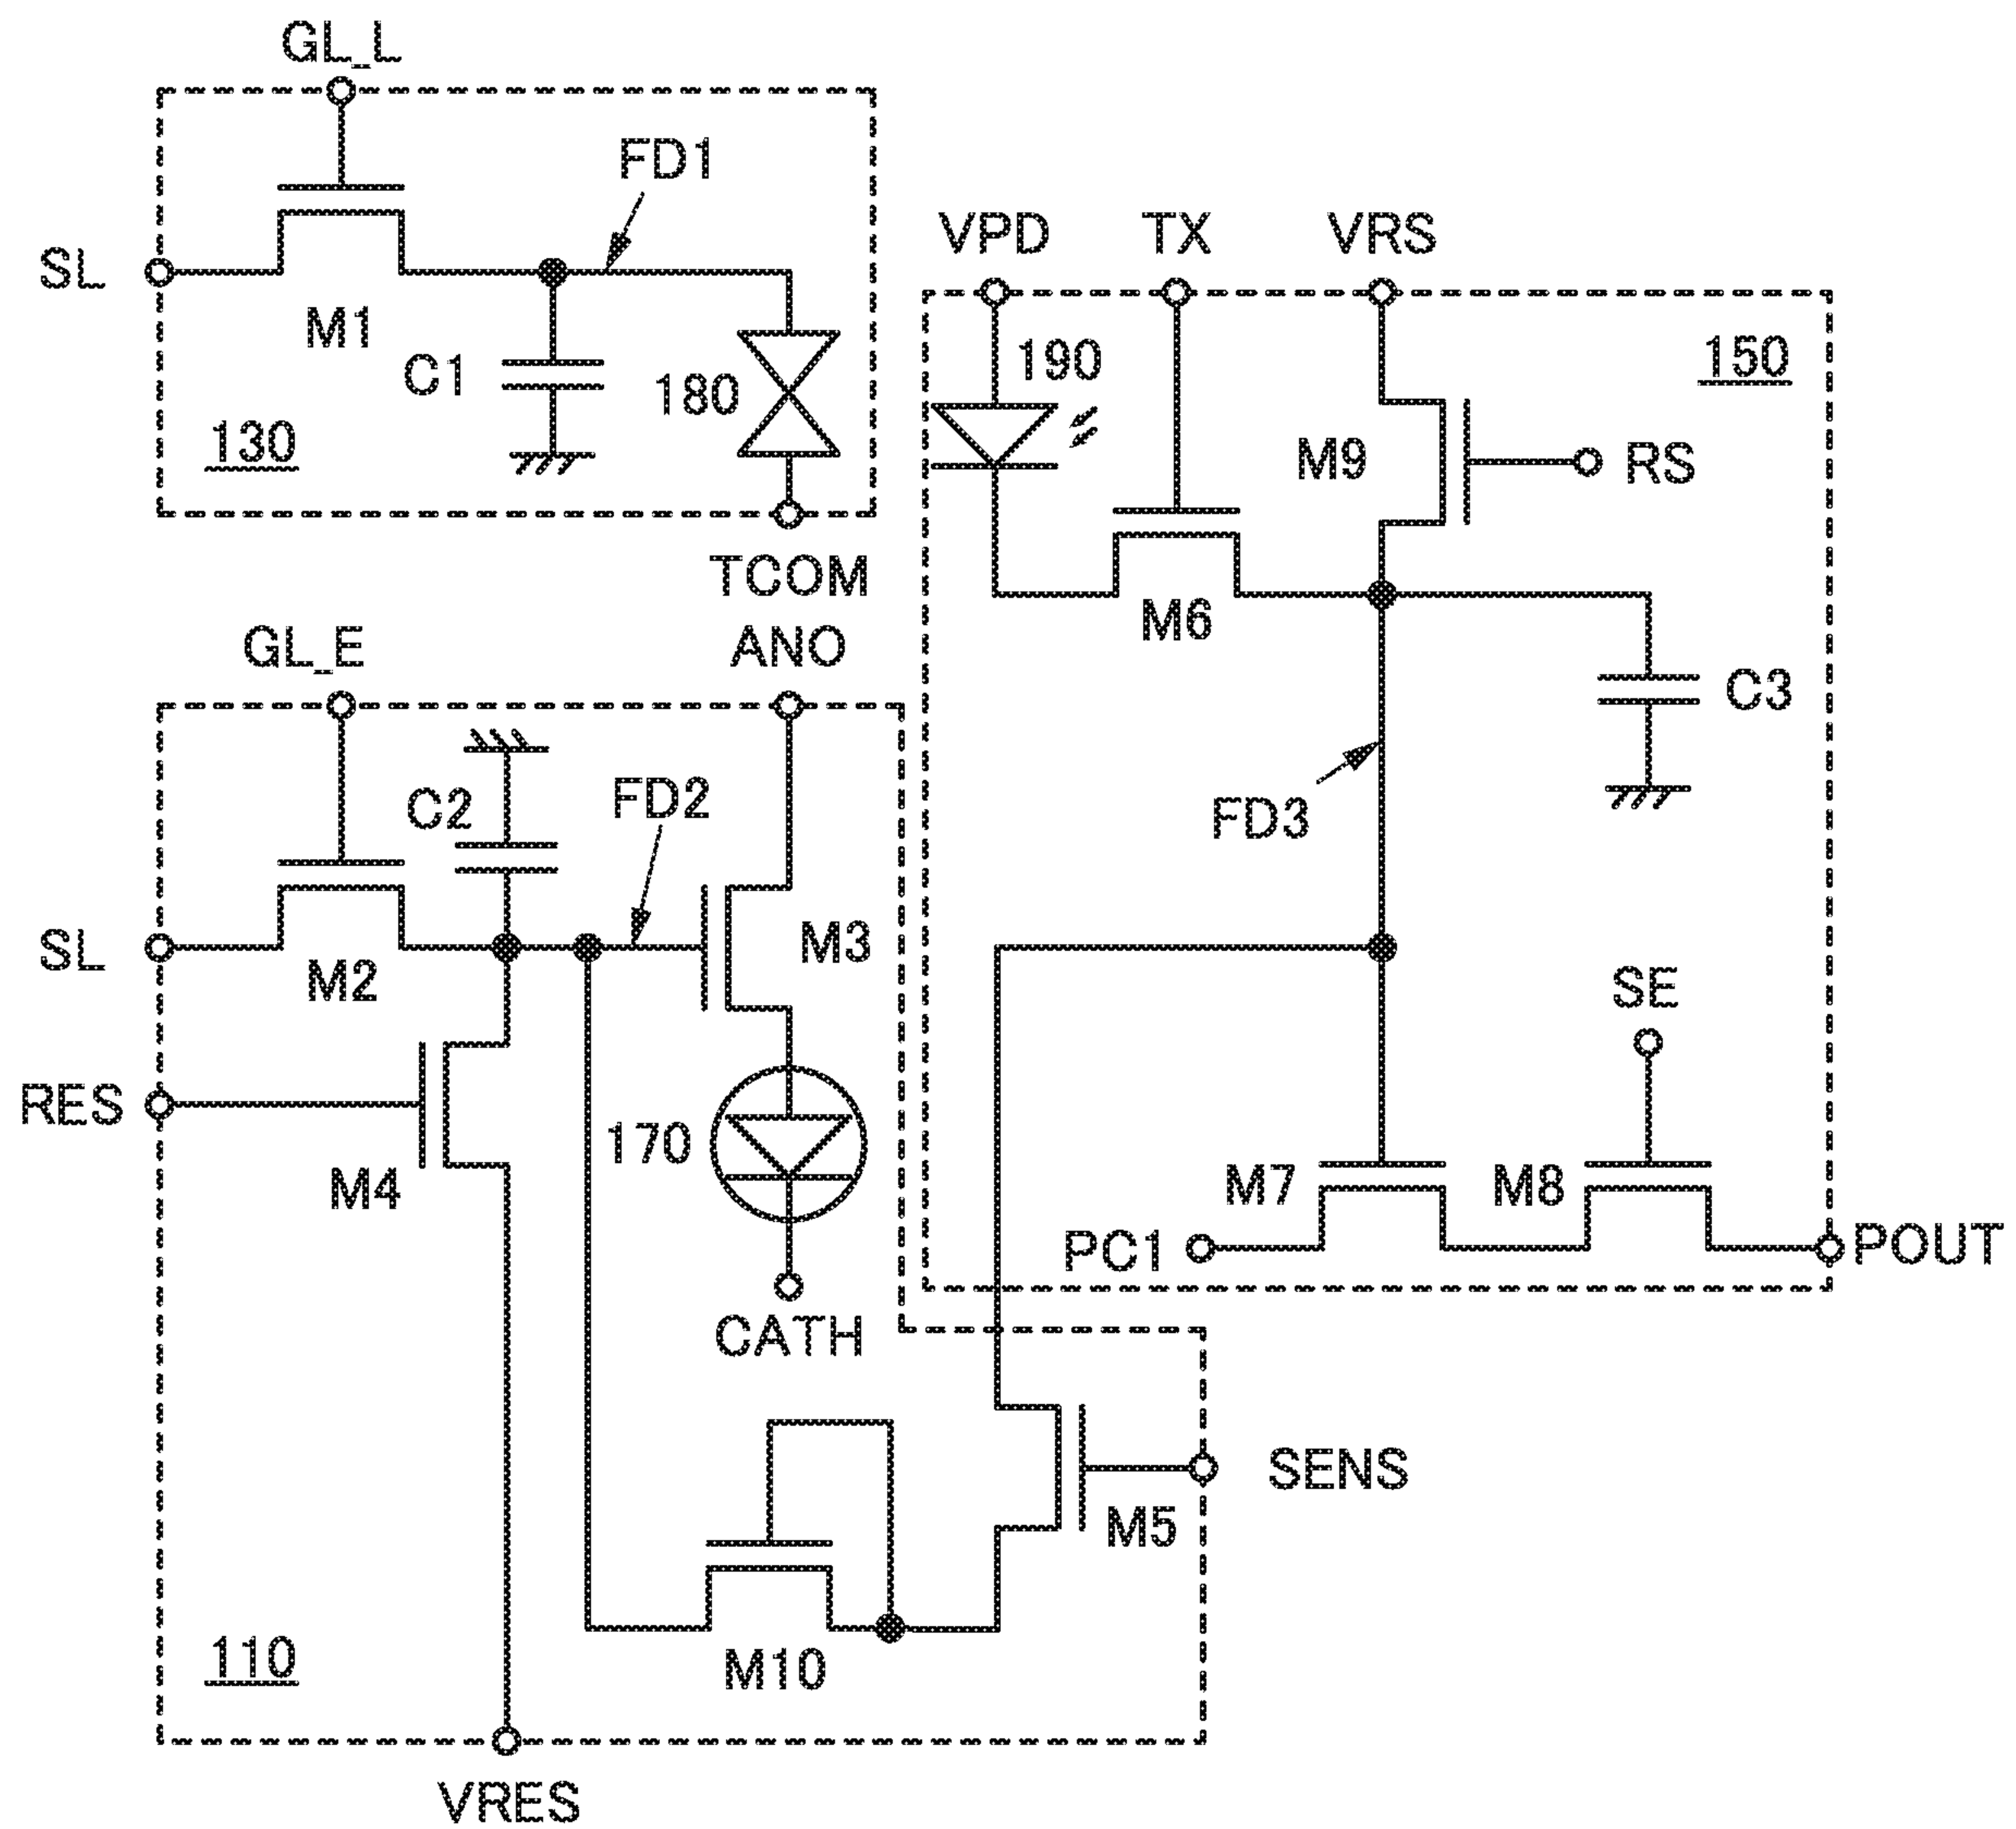 GL_L
FD1
SL
M1
C1
180
130
TCOM
VPD
TX
VRS
190
150
M9
RS
M6
C3
FD3
GL_E
ANO
C2
FD2
SL
M2
M3
SE
RES
M4
170
M7
M8
PC1
POUT
CATH
SENS
M5
M10
110
VRES